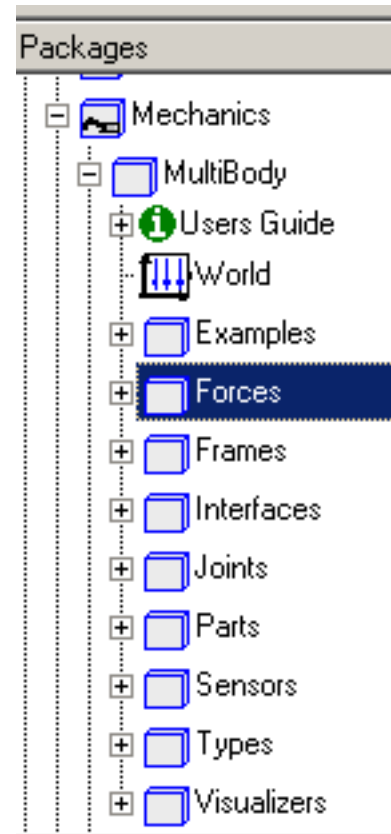 Packages
Mechanics
MultiBody
Users Guide
World
Examples
Forces
Frames
Interfaces
Joints
Parts
Sensors
Types
Visualizers